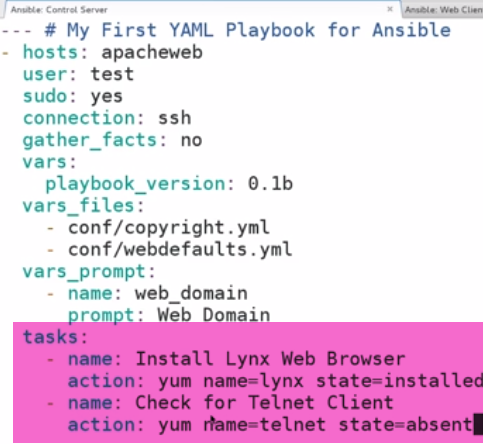 Ansible: Control Server
Ansible: Web Clien
--- # My First YAML Playbook for Ansible
- hosts: apacheweb
  user: test
  sudo: yes
  connection: ssh
  gather_facts: no
  vars:
    playbook_version: 0.1b
  vars_files:
    - conf/copyright.yml
    - conf/webdefaults.yml
  vars_prompt:
    - name: web_domain
      prompt: Web Domain
  tasks:
    - name: Install Lynx Web Browser
      action: yum name=lynx state=installed
    - name: Check for Telnet Client
      action: yum name=telnet state=absent